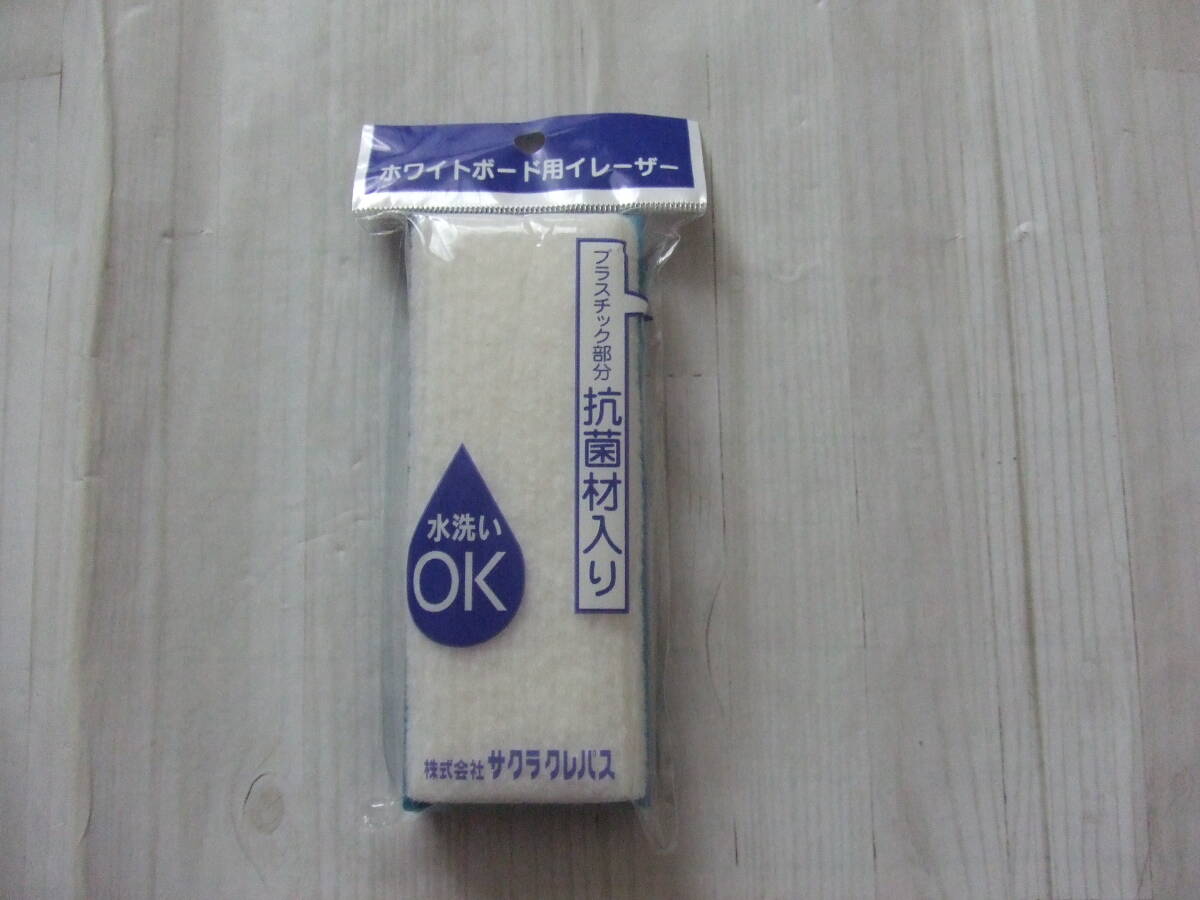 ホワイトボード用イレーザー
プラスチック部分 抗菌材入り
水洗い
OK
株式会社 サクラクレパス